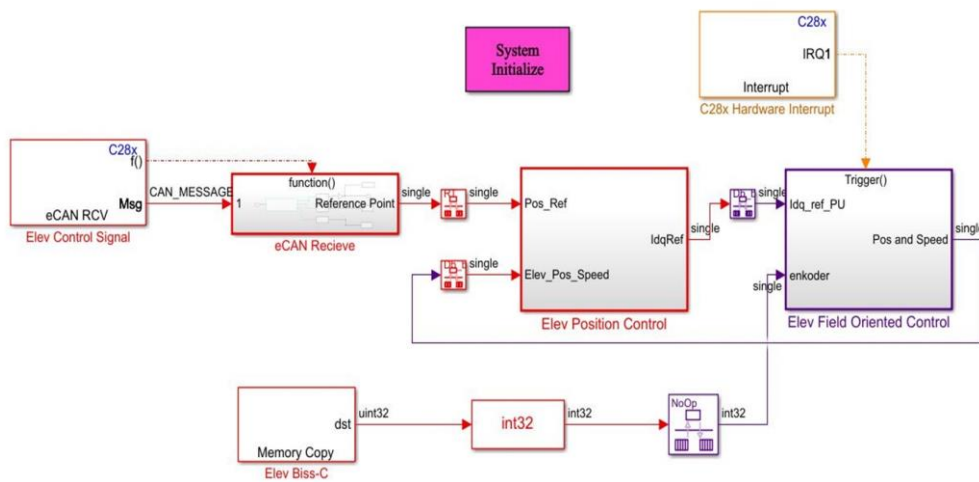 System
Initialize
C28x
IRQ1
Interrupt
C28x Hardware Interrupt
C28x
f()
Msg
eCAN RCV
Elev Control Signal
CAN_MESSAGE
function()
1
Reference Point
eCAN Recieve
single
RT
single
Pos_Ref
IdqRef
Elev_Pos_Speed
Elev Position Control
single
single
single
Trigger()
Idq_ref_PU
Pos and Speed
enkoder
Elev Field Oriented Control
single
single
dst
Memory Copy
Elev Biss-C
uint32
int32
int32
NoOp
int32